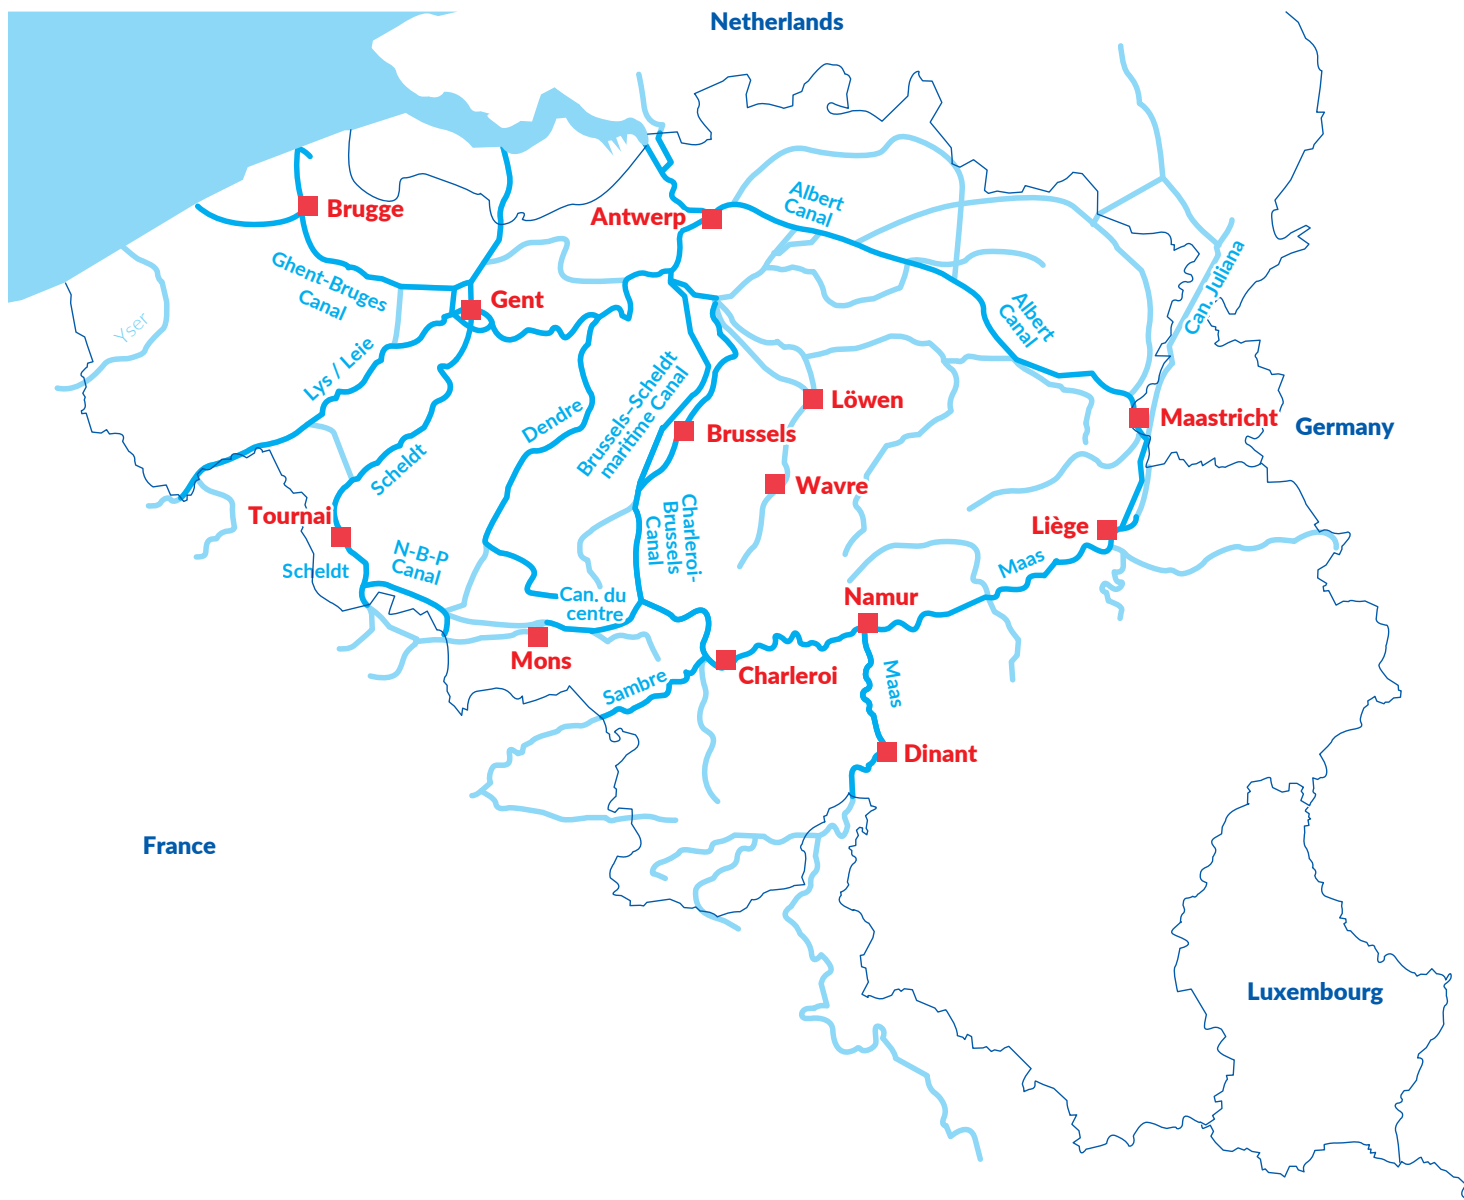 Netherlands
Albert
Canal
Brugge
Antwerp
Ghent-Bruges
Canal
Can. Juliana
Gent
Albert
Canal
Yser
Lys / Leie
Brussels–Scheldt
maritime Canal
Löwen
Dendre
Maastricht
Germany
Brussels
Scheldt
Wavre
Tournai
Charleroi-
Brussels
Canal
Liège
N-B-P
Canal
Scheldt
Maas
Can. du
centre
Namur
Mons
Charleroi
Sambre
Maas
Dinant
France
Luxembourg